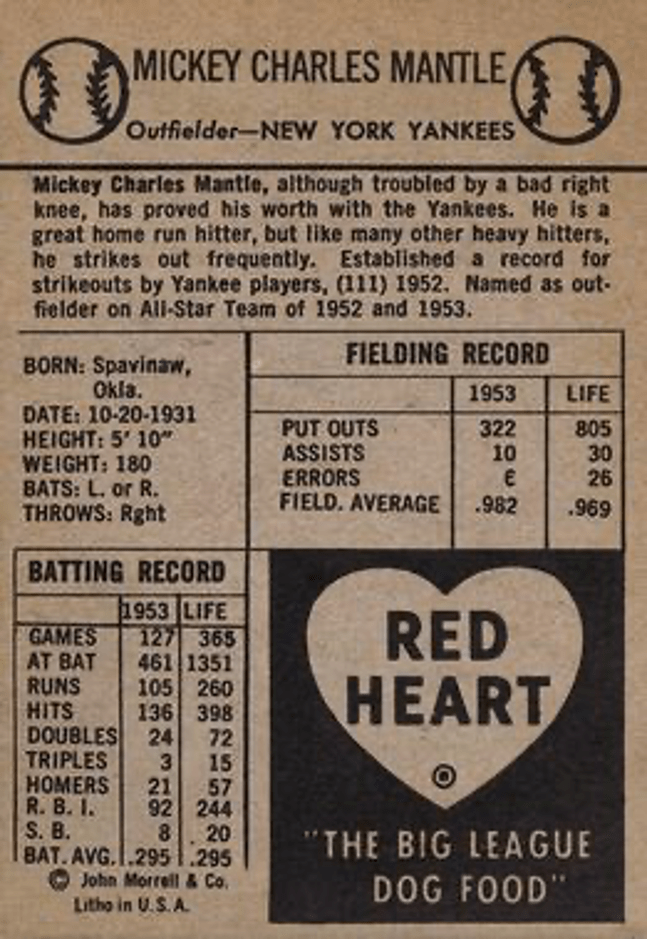 MICKEY CHARLES MANTLE
Outfielder—NEW YORK YANKEES
Mickey Charles Mantle, although troubled by a bad right
knee, has proved his worth with the Yankees. He is a
great home run hitter, but like many other heavy hitters,
he strikes out frequently. Established a record for
strikeouts by Yankee players, (111) 1952. Named as out-
fielder on All-Star Team of 1952 and 1953.
BORN: Spavinaw,
Okla.
DATE: 10-20-1931
HEIGHT: 5' 10"
WEIGHT: 180
BATS: L. or R.
THROWS: Rght
FIELDING RECORD
1953 LIFE
PUT OUTS 322 805
ASSISTS 10 30
ERRORS 26
FIELD. AVERAGE .982 .969
BATTING RECORD
1953 LIFE
GAMES 127 365
AT BAT 461 1351
RUNS 105 260
HITS 136 398
DOUBLES 24 72
TRIPLES 3 15
HOMERS 21 57
R. B. I. 92 244
S. B. 8 20
BAT. AVG. .295 .295
© John Morrell & Co.
Litho in U.S.A.
RED
HEART
"THE BIG LEAGUE
DOG FOOD"